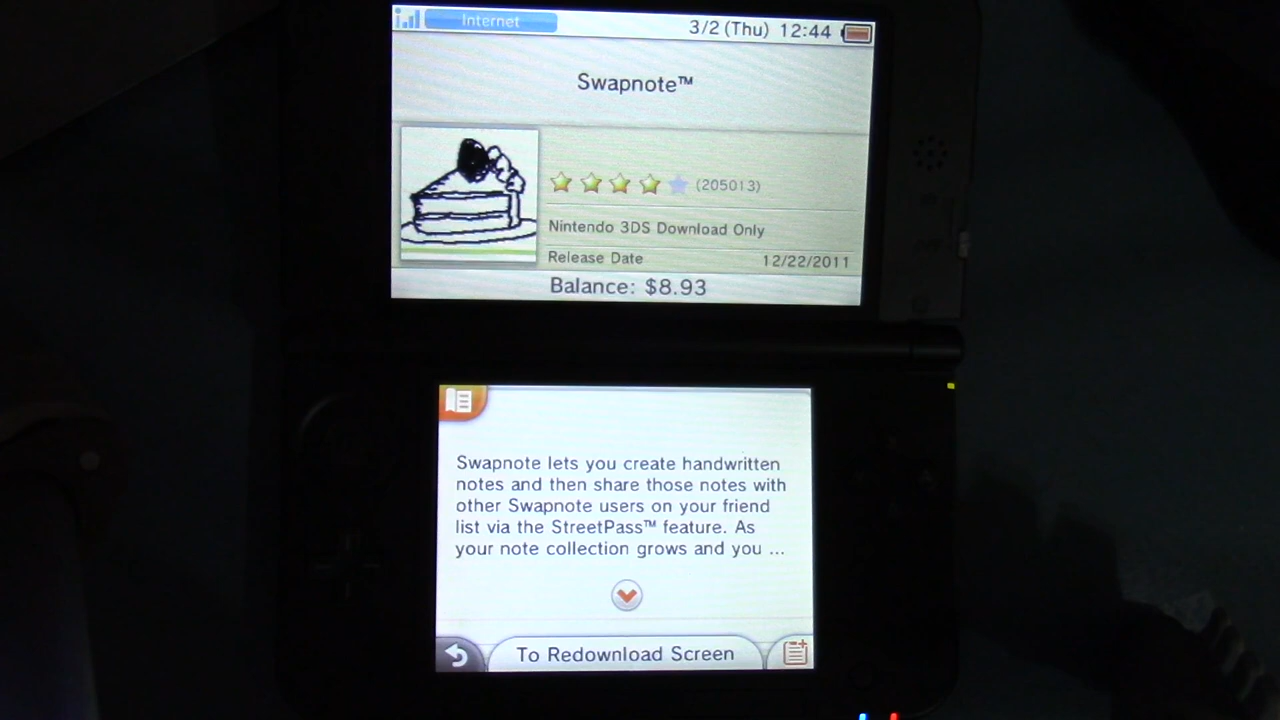 Internet
3/2 (Thu) 12:44
Swapnote™
(205013)
Nintendo 3DS Download Only
Release Date 12/22/2011
Balance: $8.93
Swapnote lets you create handwritten
notes and then share those notes with
other Swapnote users on your friend
list via the StreetPass™ feature. As
your note collection grows and you ...
To Redownload Screen